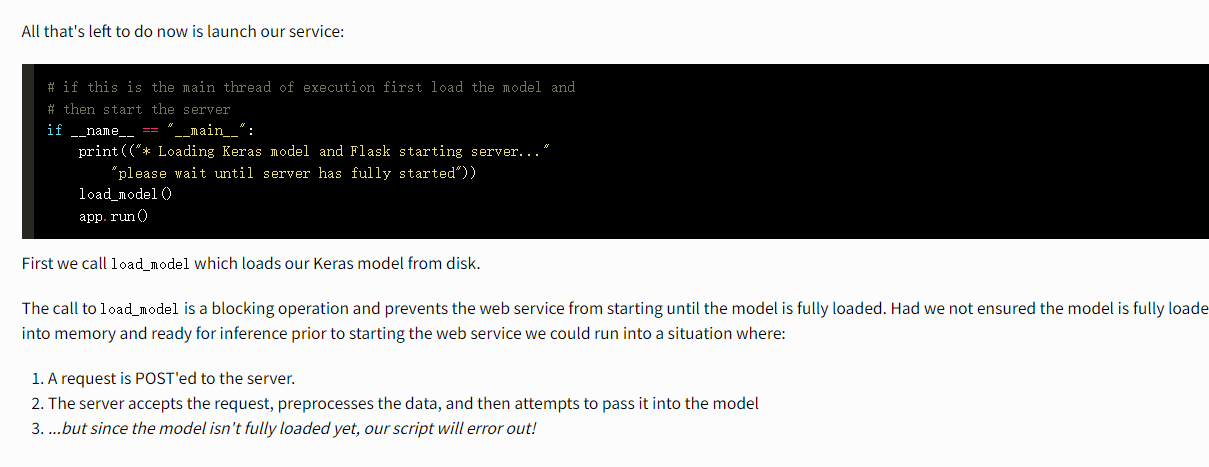 All that's left to do now is launch our service:
# if this is the main thread of execution first load the model and
# then start the server
if __name__ == "__main__":
    print(("* Loading Keras model and Flask starting server..."
        "please wait until server has fully started"))
    load_model()
    app.run()
First we call load_model which loads our Keras model from disk.
The call to load_model is a blocking operation and prevents the web service from starting until the model is fully loaded. Had we not ensured the model is fully loade
into memory and ready for inference prior to starting the web service we could run into a situation where:
1. A request is POST'ed to the server.
2. The server accepts the request, preprocesses the data, and then attempts to pass it into the model
3. ...but since the model isn't fully loaded yet, our script will error out!